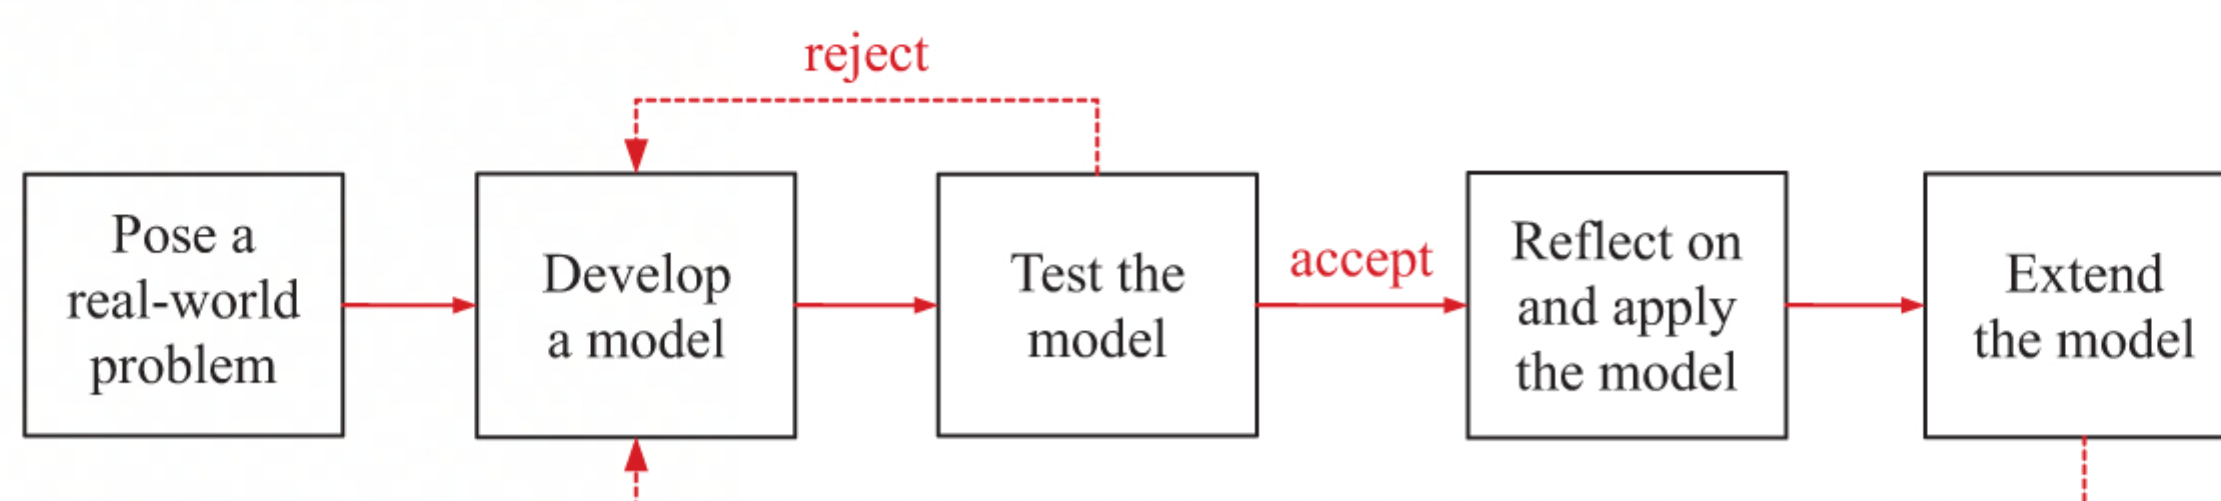 reject
Pose a
real-world
problem
Develop
a model
Test the
model
accept
Reflect on
and apply
the model
Extend
the model